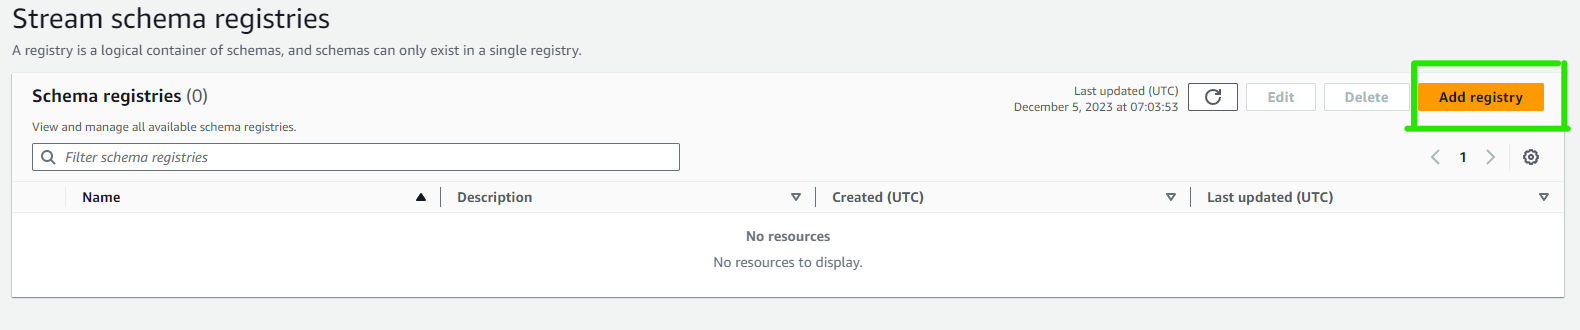 Stream schema registries
A registry is a logical container of schemas, and schemas can only exist in a single registry.
Schema registries (0)
Last updated (UTC)
December 5, 2023 at 07:03:53
Edit
Delete
Add registry
View and manage all available schema registries.
Filter schema registries
1
Name
Description
Created (UTC)
Last updated (UTC)
No resources
No resources to display.